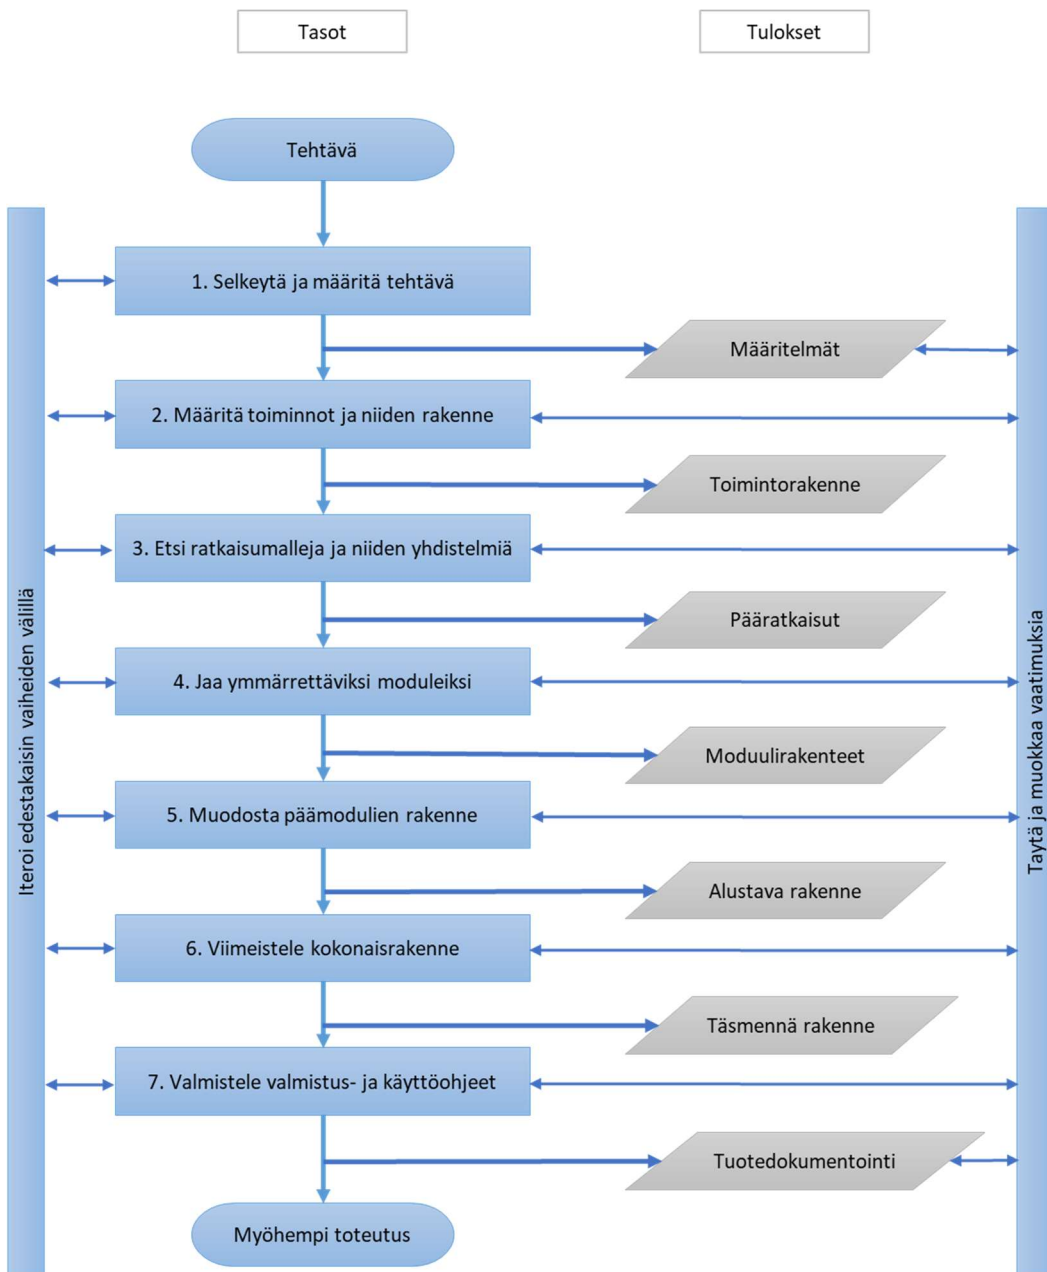 Tasot
Tulokset
Tehtävä
1. Selkeytä ja määritä tehtävä
Määritelmät
2. Määritä toiminnot ja niiden rakenne
Toimintorakenne
3. Etsi ratkaisumalleja ja niiden yhdistelmiä
Pääratkaisut
4. Jaa ymmärrettäviksi moduleiksi
Moduulirakenteet
5. Muodosta päämodulien rakenne
Alustava rakenne
6. Viimeistele kokonaisrakenne
Täsmennä rakenne
7. Valmistele valmistus- ja käyttöohjeet
Tuotedokumentointi
Myöhempi toteutus
Iteroi edestakaisin vaiheiden välillä
Taytä ja muokkaa vaatimuksia